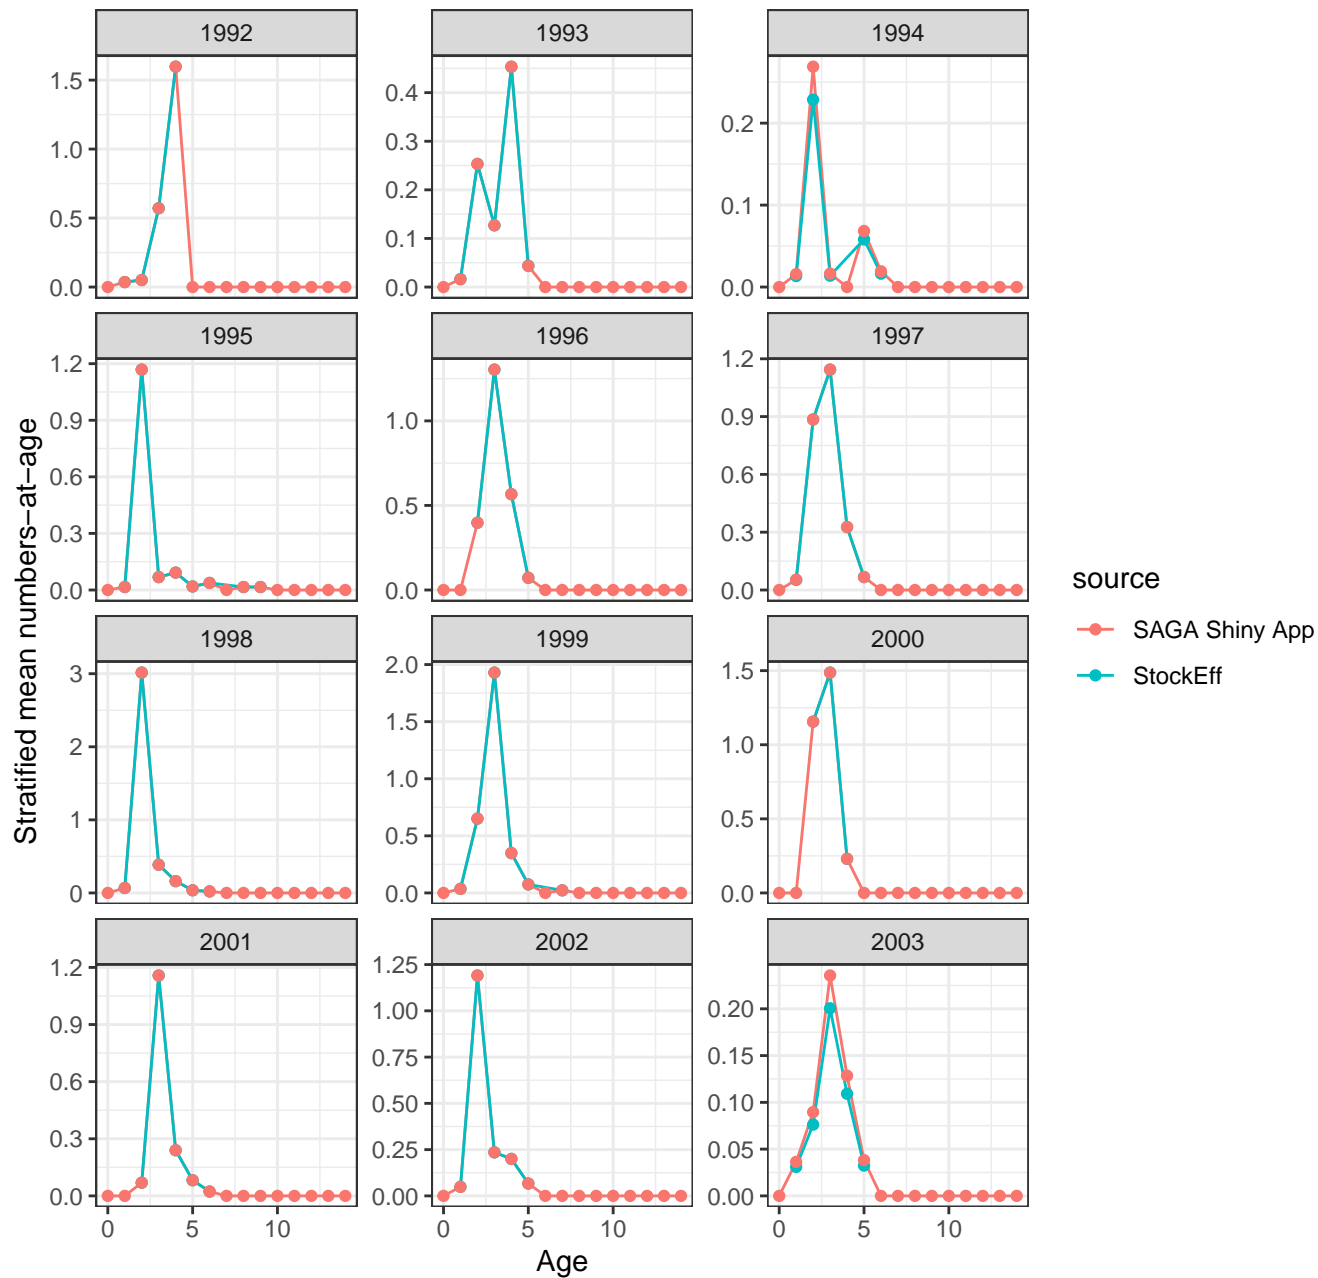 1992 1993 1994
1.5 0.4 0.2
1.0 0.3
0.5 0.2 0.1
0.0 0.1 0.0
0.0
1995 1996 1997
1.2 1.0 1.2
0.9 0.5 0.9
0.6 0.0 0.6
0.3 0.3
0.0 0.0
1998 1999 2000
3 2.0 1.5
2 1.5 1.0
1 1.0 0.5
0 0.5 0.0
0.0
2001 2002 2003
1.2 1.25 0.20
0.9 1.00 0.15
0.6 0.75 0.10
0.3 0.50 0.05
0.0 0.25 0.00
0.00
0 5 10 0 5 10 0 5 10
Age
Stratified mean numbers−at−age
source
SAGA Shiny App
StockEff